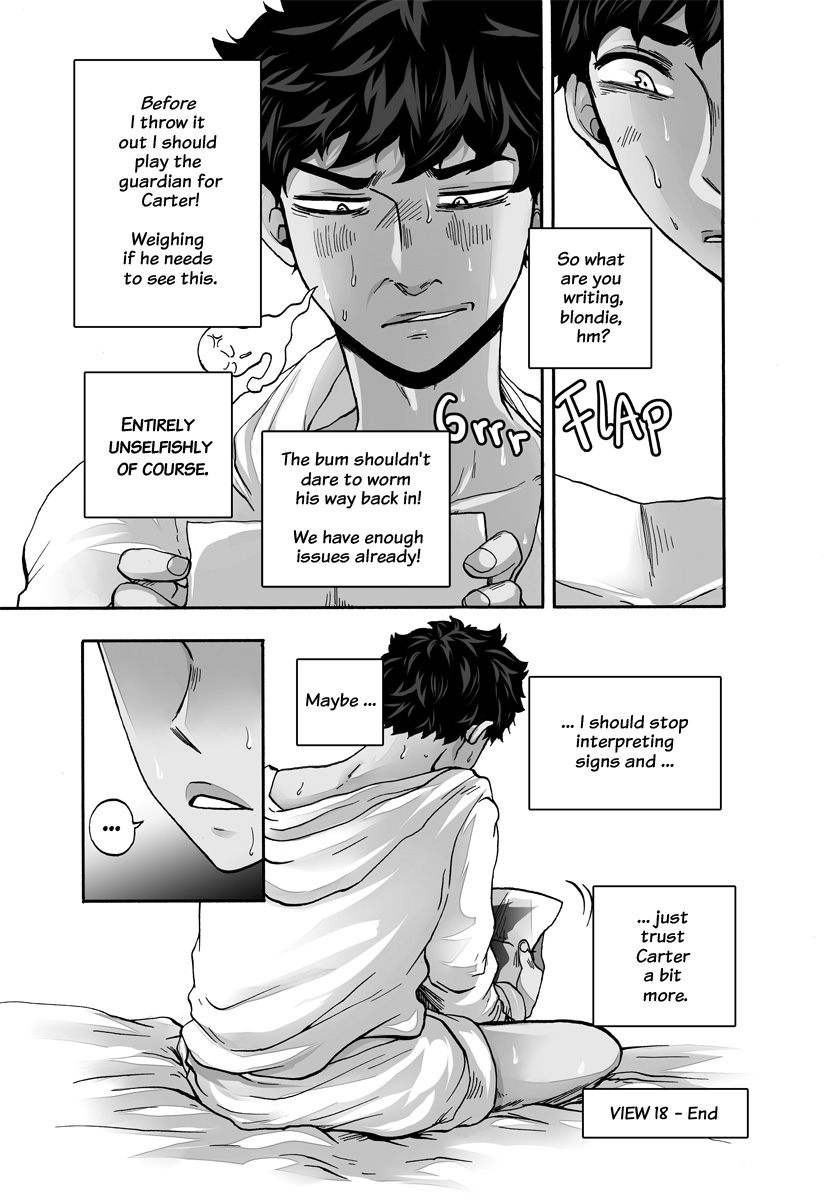 Before
I throw it
out I should
play the
guardian for
Carter!
Weighing
if he needs
to see this.
ENTIRELY
UNSELFISHLY
OF COURSE.
The bum shouldn't
dare to worm
his way back in!
We have enough
issues already!
Grrr
So what
are you
writing,
blondie,
hm?
FLAP
...
Maybe ...
... I should stop
interpreting
signs and ...
... just
trust
Carter
a bit
more.
VIEW 18 - End